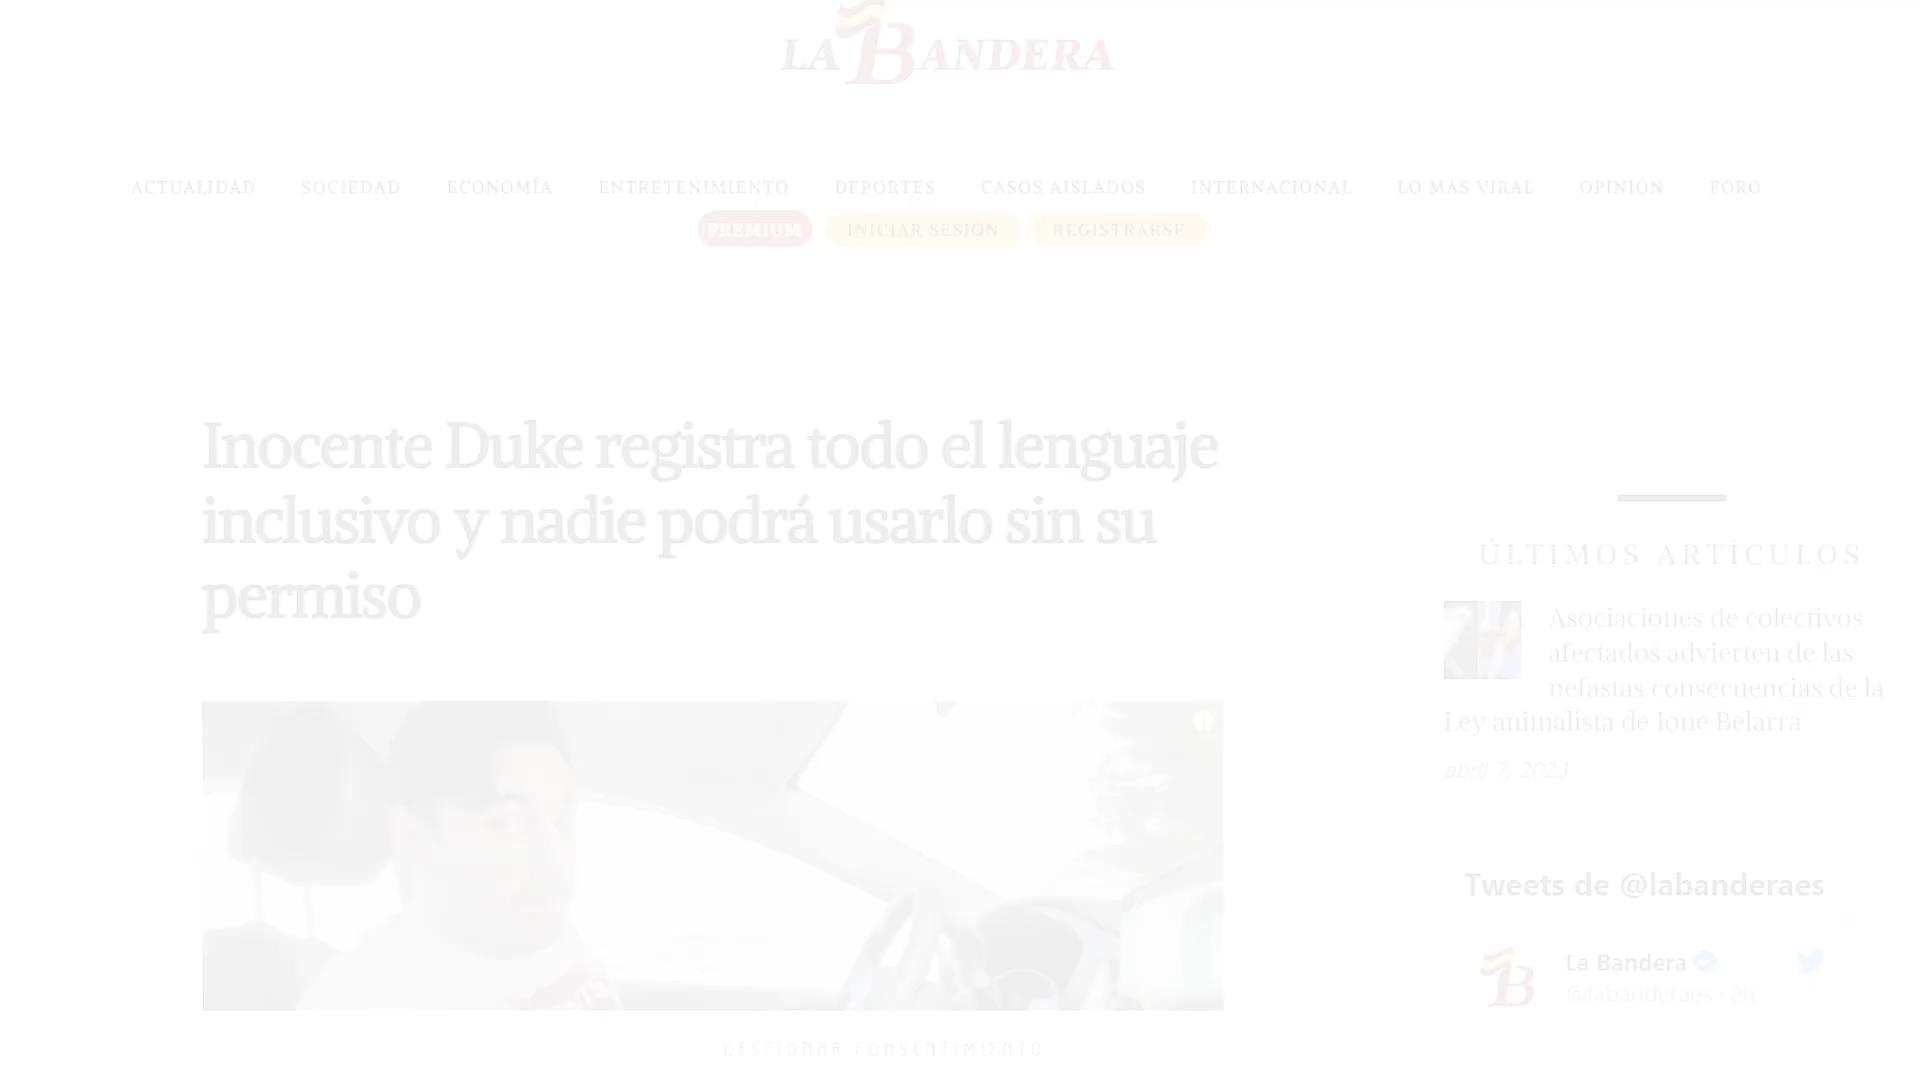 LA BANDERA
ACTUALIDAD SOCIEDAD ECONOMÍA ENTRETENIMIENTO DEPORTES CASOS AISLADOS INTERNACIONAL LO MÁS VIRAL OPINIÓN FORO
PREMIUM INICIAR SESIÓN REGISTRARSE
Inocente Duke registra todo el lenguaje
inclusivo y nadie podrá usarlo sin su
permiso
ÚLTIMOS ARTÍCULOS
Asociaciones de colectivos
afectados advierten de las
nefastas consecuencias de la
Ley animalista de Ione Belarra
abril 7, 2023
Tweets de @labanderaes
La Bandera
@labanderaes · 2h
GESTIONAR CONSENTIMIENTO